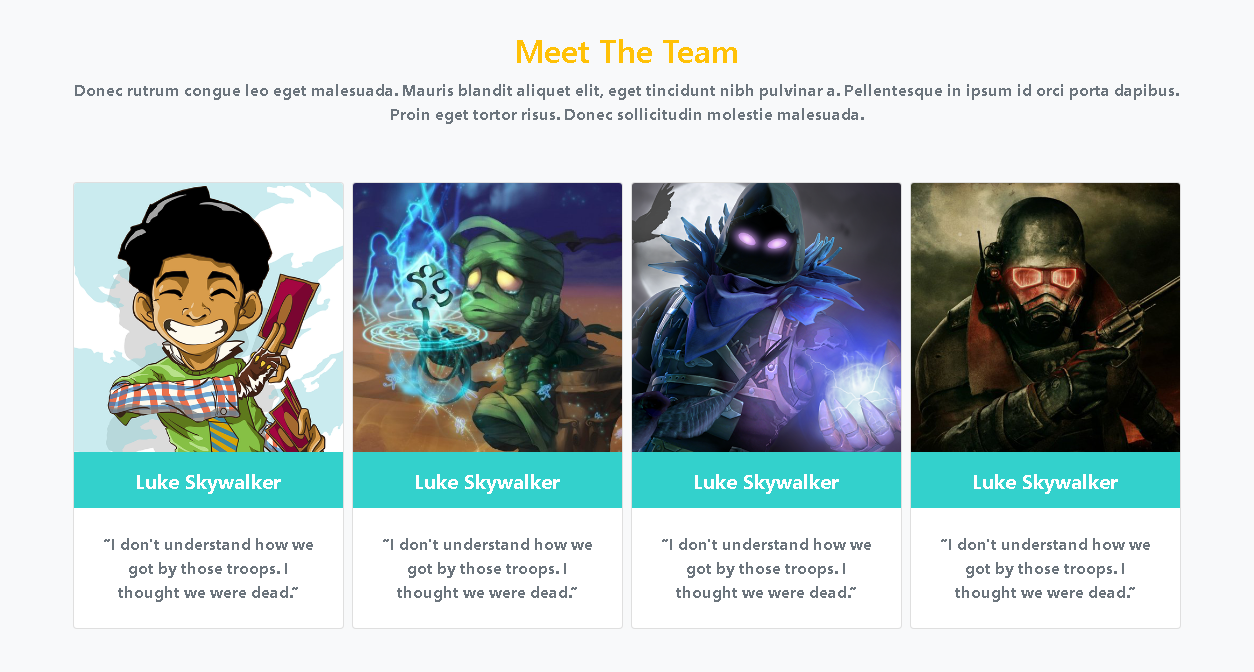 Meet The Team
Donec rutrum congue leo eget malesuada. Mauris blandit aliquet elit, eget tincidunt nibh pulvinar a. Pellentesque in ipsum id orci porta dapibus.
Proin eget tortor risus. Donec sollicitudin molestie malesuada.
Luke Skywalker
“I don't understand how we
got by those troops. I
thought we were dead.”
Luke Skywalker
“I don't understand how we
got by those troops. I
thought we were dead.”
Luke Skywalker
“I don't understand how we
got by those troops. I
thought we were dead.”
Luke Skywalker
“I don't understand how we
got by those troops. I
thought we were dead.”